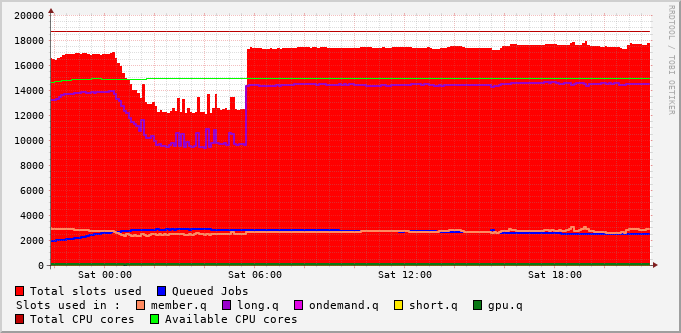 20000
18000
16000
14000
12000
10000
8000
6000
4000
2000
0
Sat 00:00 Sat 06:00 Sat 12:00 Sat 18:00
Total slots used Queued Jobs
Slots used in : member.q long.q ondemand.q short.q gpu.q
Total CPU cores Available CPU cores
RRDTOOL / TOBI OETIKER